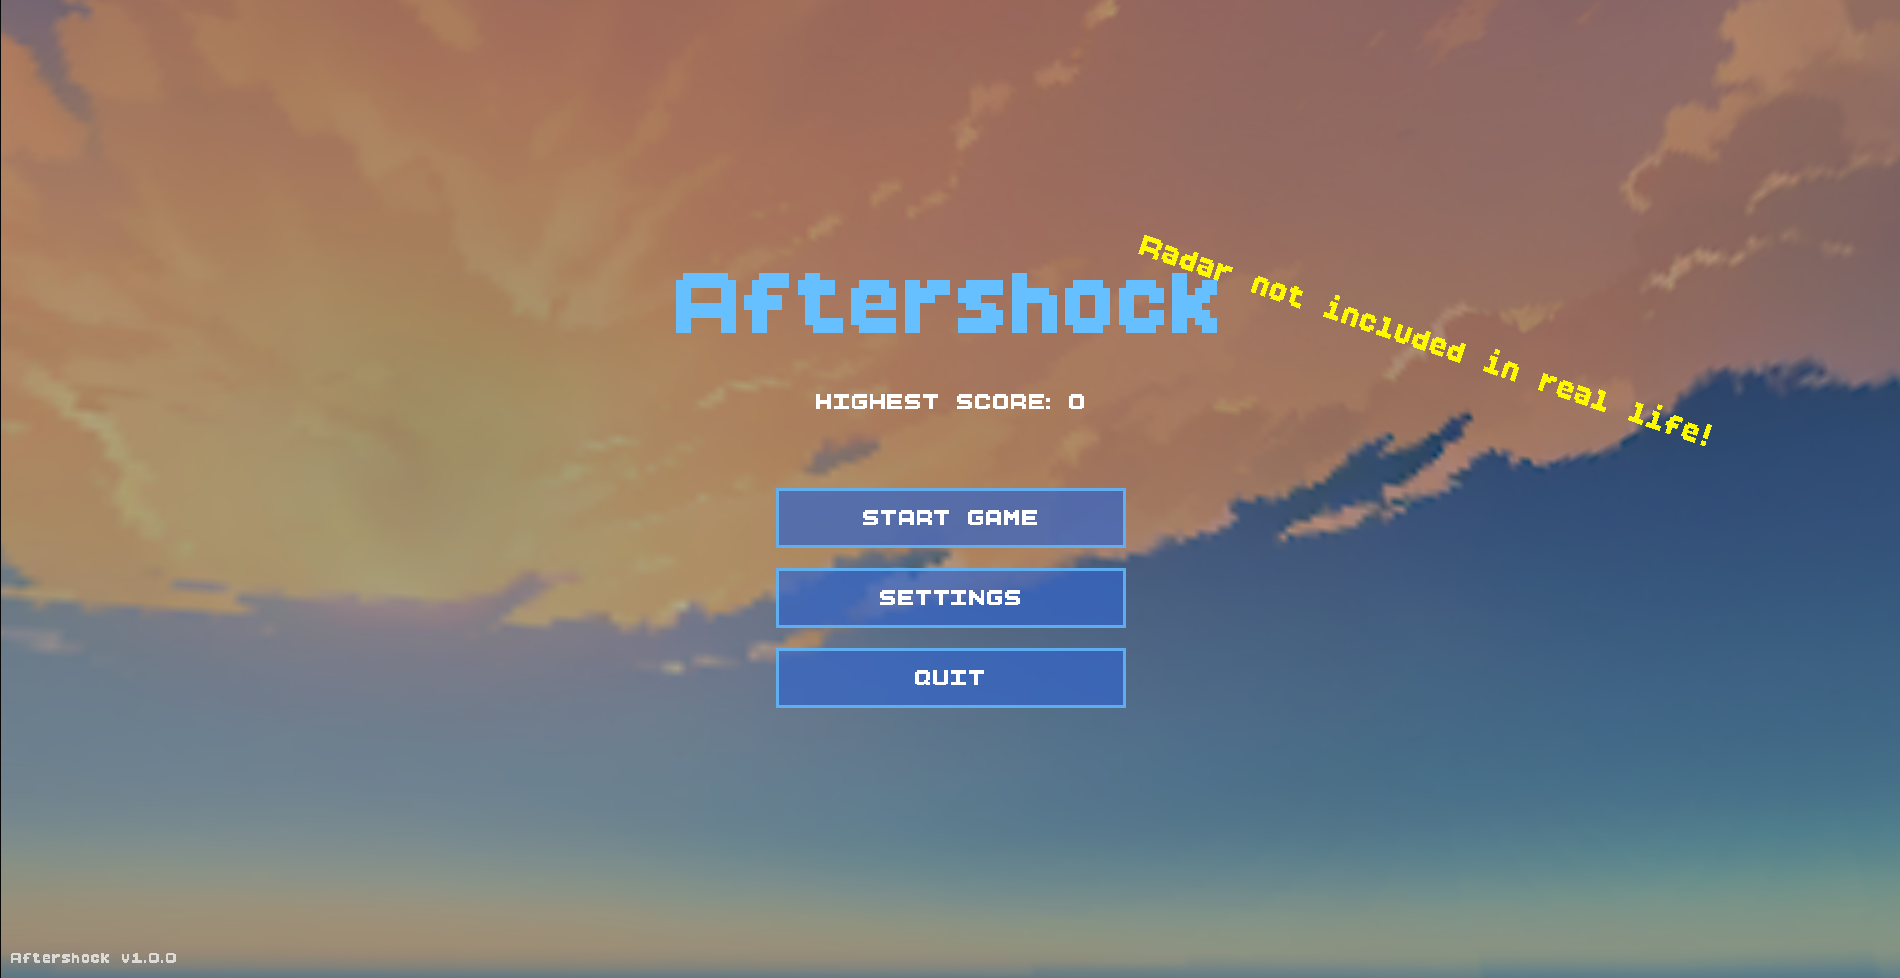 Aftershock
Radar not included in real life!
HIGHEST SCORE: 0
START GAME
SETTINGS
QUIT
Aftershock v1.0.0